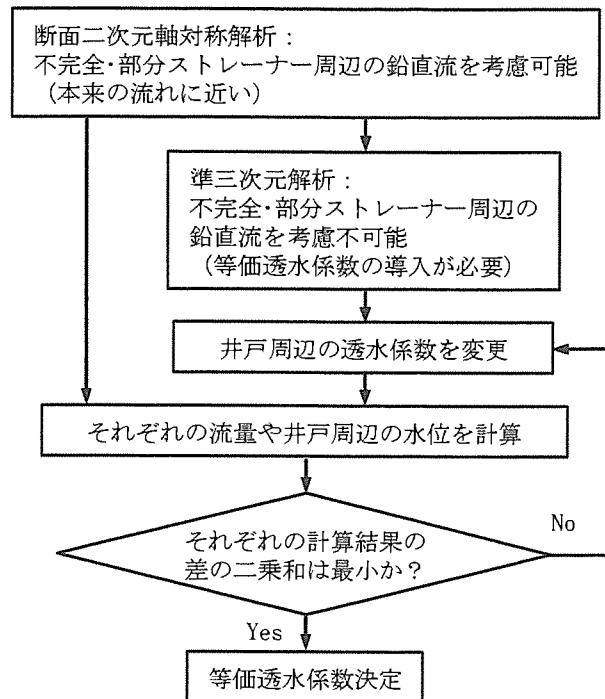 断面二次元軸対称解析：
不完全・部分ストレーナー周辺の鉛直流を考慮可能
（本来の流れに近い）
準三次元解析：
不完全・部分ストレーナー周辺の
鉛直流を考慮不可能
（等価透水係数の導入が必要）
井戸周辺の透水係数を変更
それぞれの流量や井戸周辺の水位を計算
それぞれの計算結果の
差の二乗和は最小か？
No
Yes
等価透水係数決定